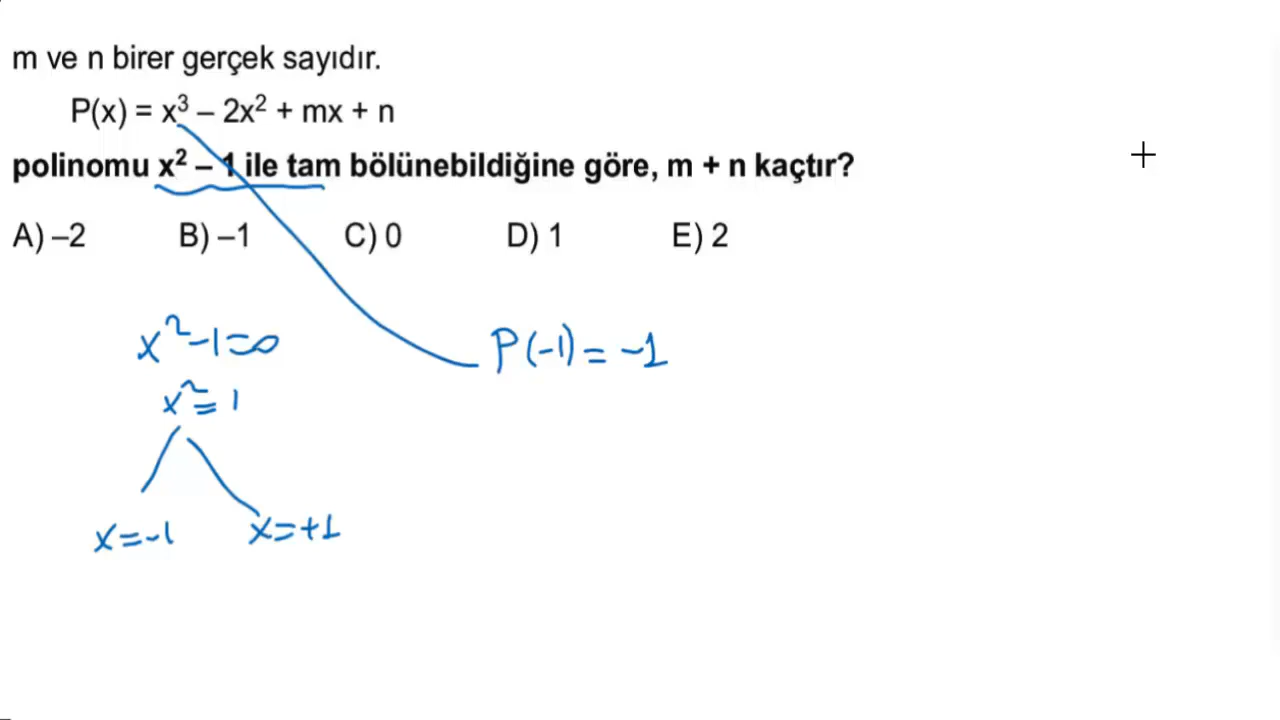 m ve n birer gerçek sayıdır.
P(x) = x³ – 2x² + mx + n
polinomu x² – 1 ile tam bölünebildiğine göre, m + n kaçtır?
A) –2 B) –1 C) 0 D) 1 E) 2
x²-1=0 P(-1) = -1
x²=1
x=-1 x=+1